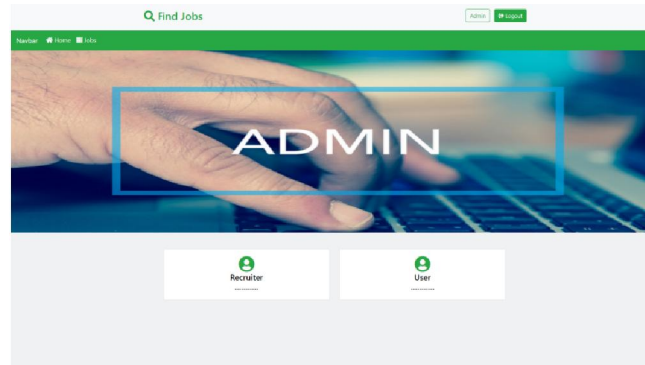 Find Jobs
Admin Logout
Navbar Home Jobs
ADMIN
Recruiter
User